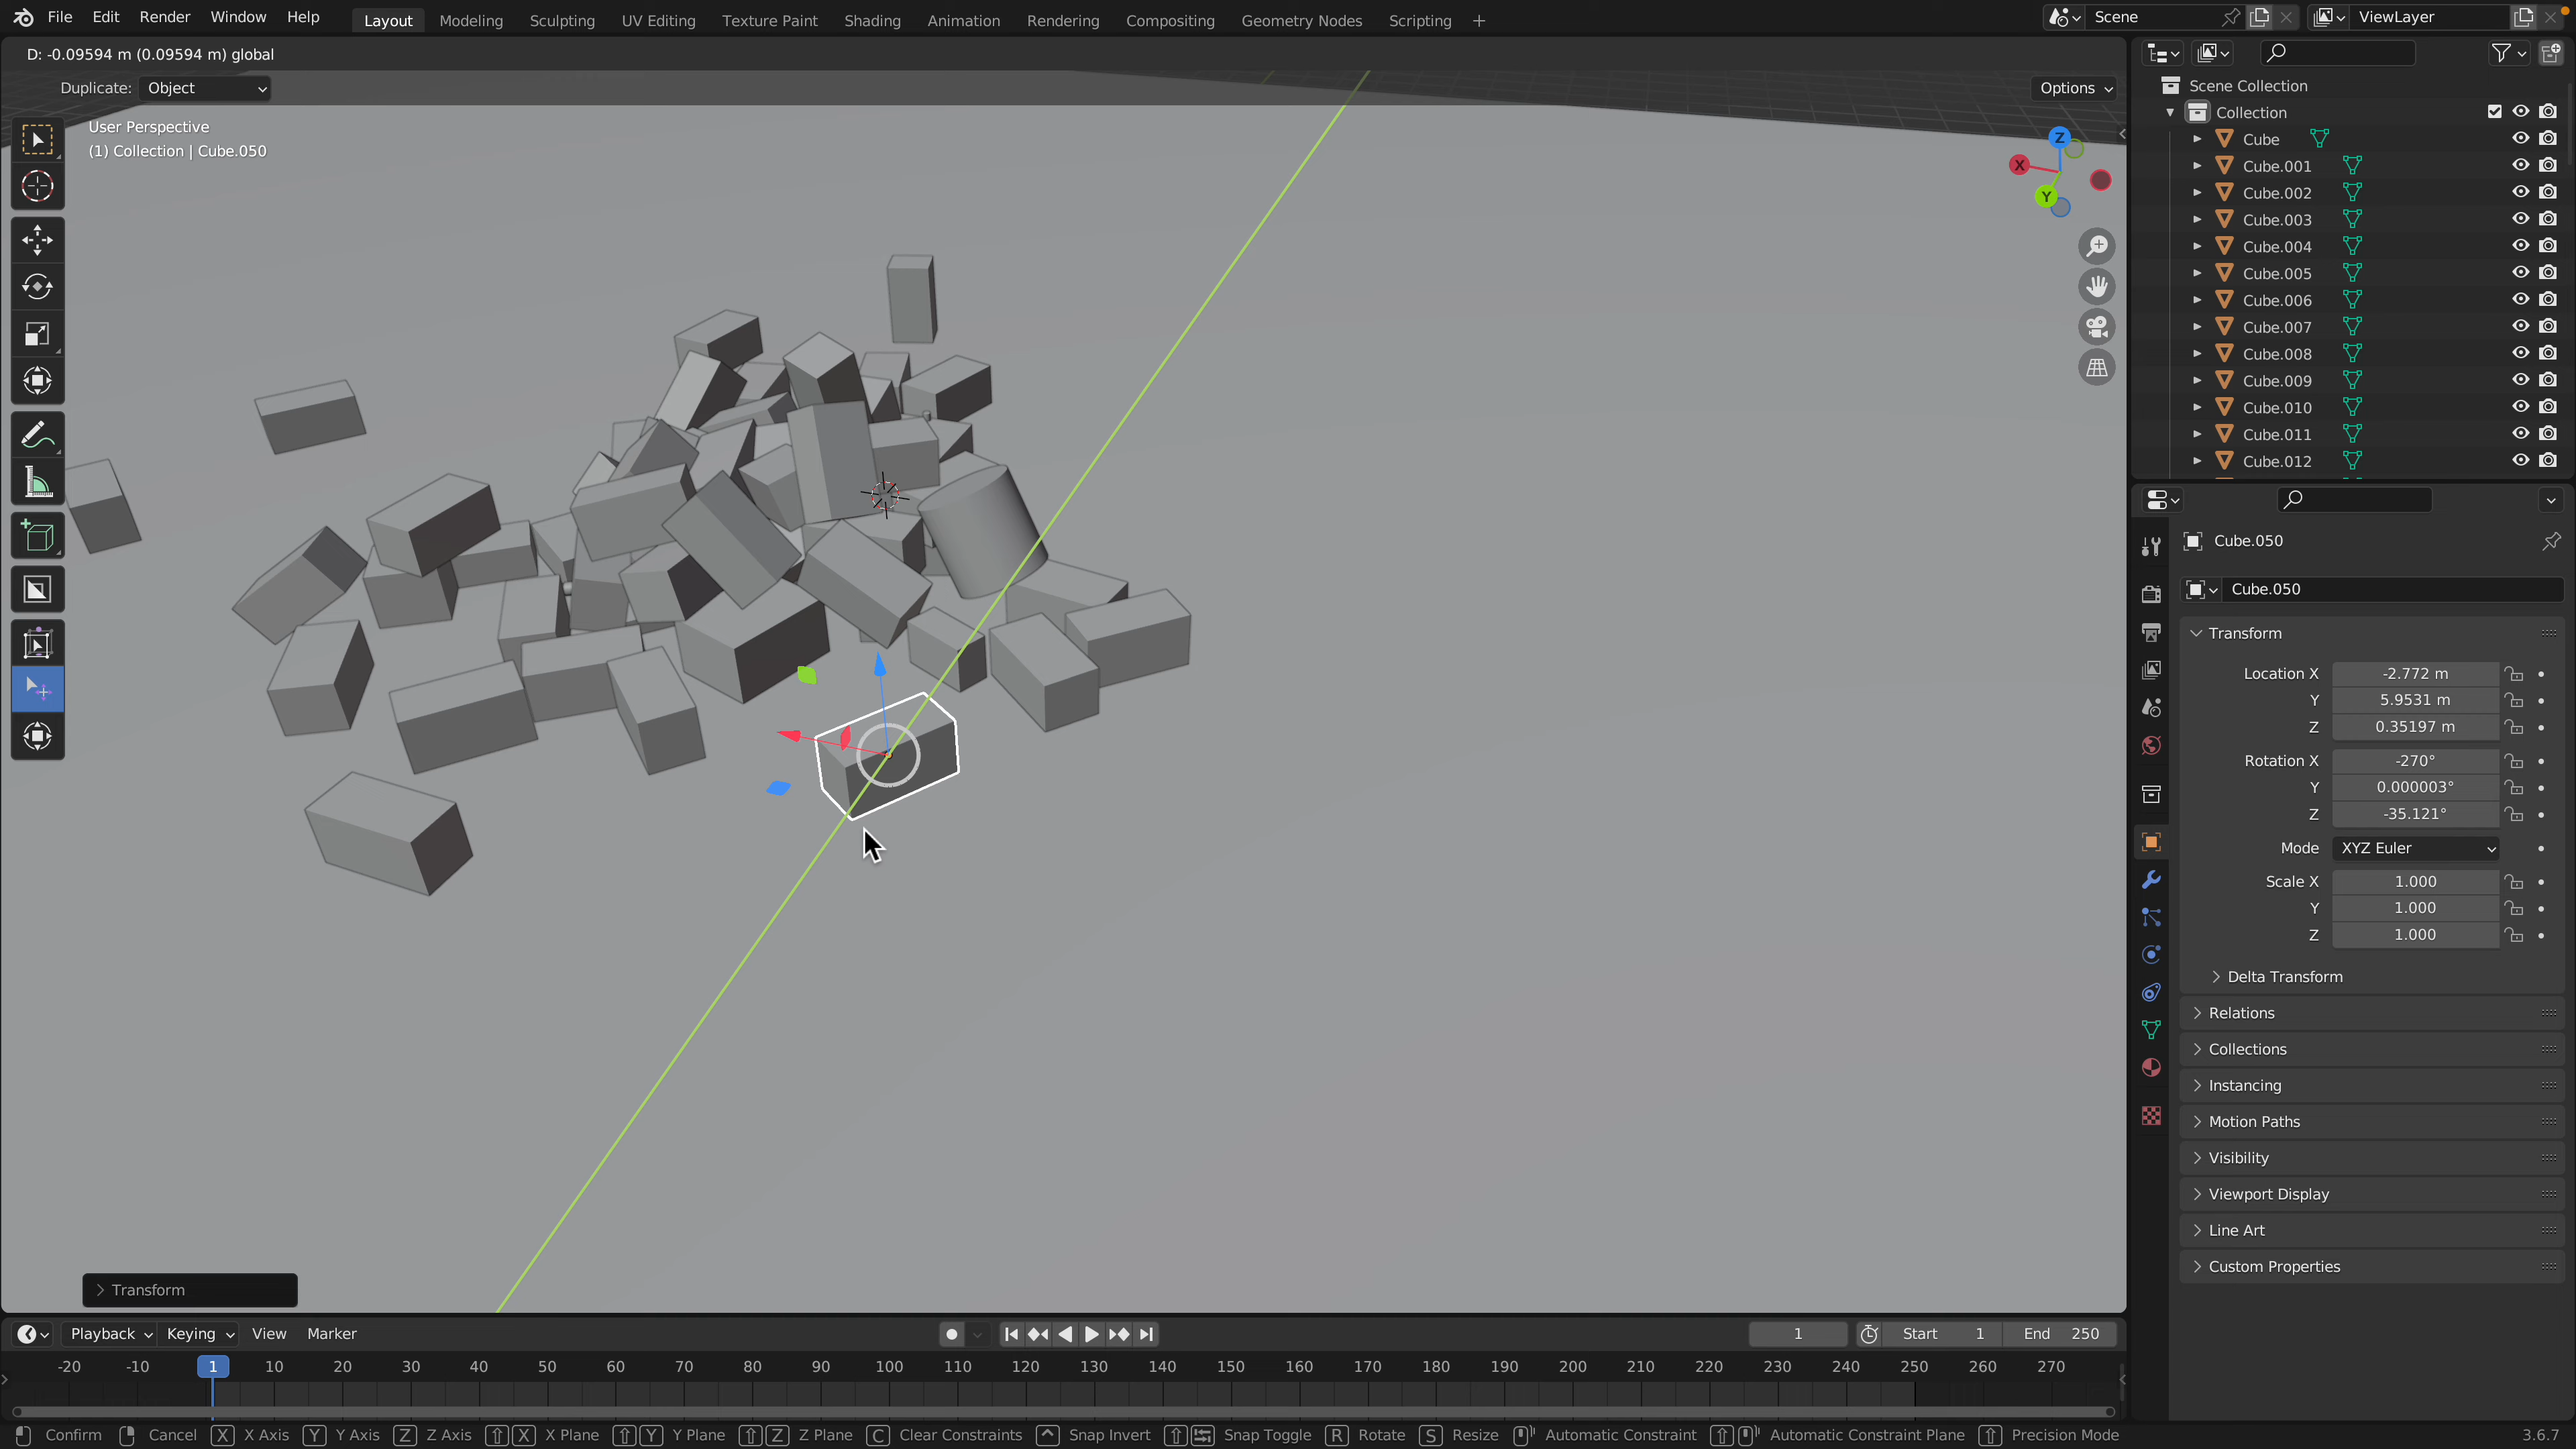 File Edit Render Window Help Layout Modeling Sculpting UV Editing Texture Paint Shading Animation Rendering Compositing Geometry Nodes Scripting + Scene ViewLayer
D: -0.09594 m (0.09594 m) global
Duplicate: Object Options
User Perspective
(1) Collection | Cube.050
Z
X
Y
Scene Collection
Collection
Cube
Cube.001
Cube.002
Cube.003
Cube.004
Cube.005
Cube.006
Cube.007
Cube.008
Cube.009
Cube.010
Cube.011
Cube.012
Cube.050
Cube.050
Transform
Location X -2.772 m
Y 5.9531 m
Z 0.35197 m
Rotation X -270°
Y 0.000003°
Z -35.121°
Mode XYZ Euler
Scale X 1.000
Y 1.000
Z 1.000
Delta Transform
Relations
Collections
Instancing
Motion Paths
Visibility
Viewport Display
Line Art
Custom Properties
Transform
Playback Keying View Marker 1 Start 1 End 250
-20 -10 1 10 20 30 40 50 60 70 80 90 100 110 120 130 140 150 160 170 180 190 200 210 220 230 240 250 260 270
Confirm Cancel X X Axis Y Y Axis Z Z Axis X X Plane Y Y Plane Z Z Plane C Clear Constraints Snap Invert Snap Toggle R Rotate S Resize Automatic Constraint Automatic Constraint Plane Precision Mode 3.6.7